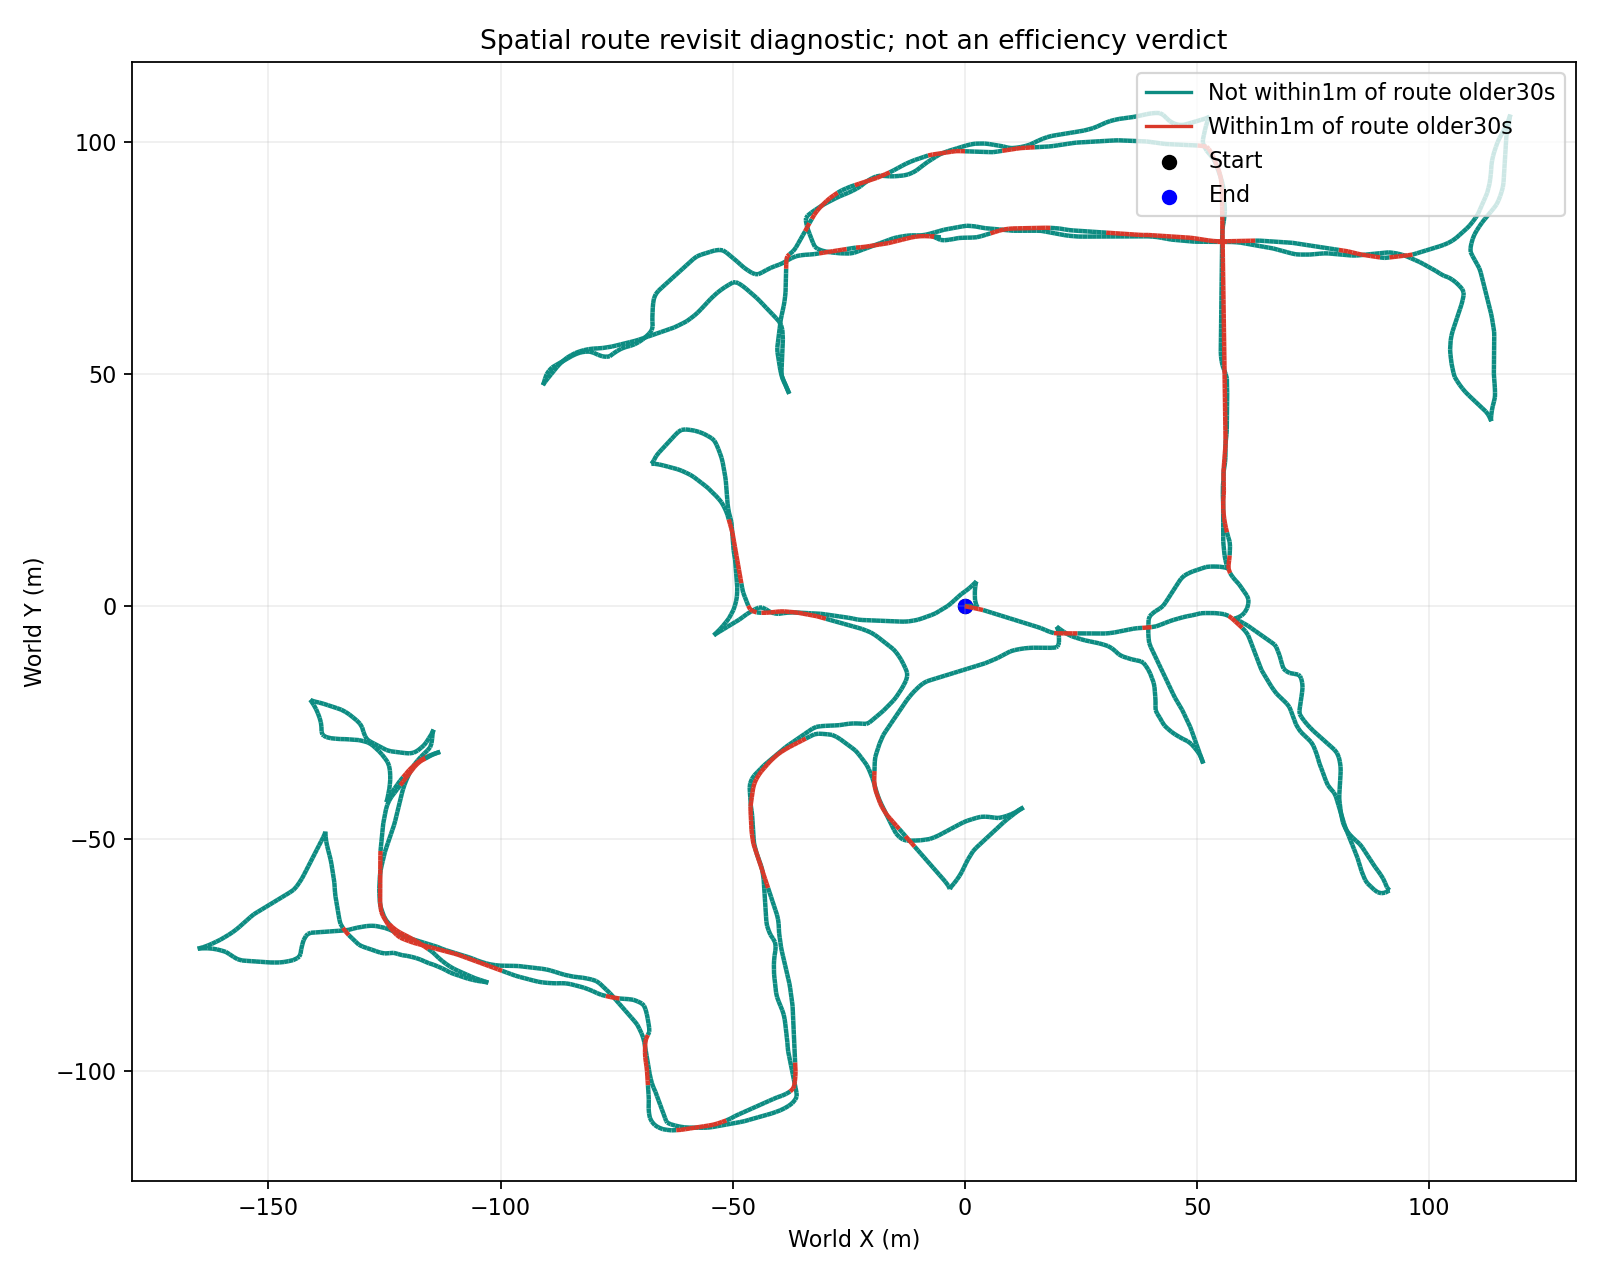 Spatial route revisit diagnostic; not an efficiency verdict
Not within1m of route older30s
Within1m of route older30s
Start
End
100
50
0
−50
−100
World Y (m)
−150
−100
−50
0
50
100
World X (m)